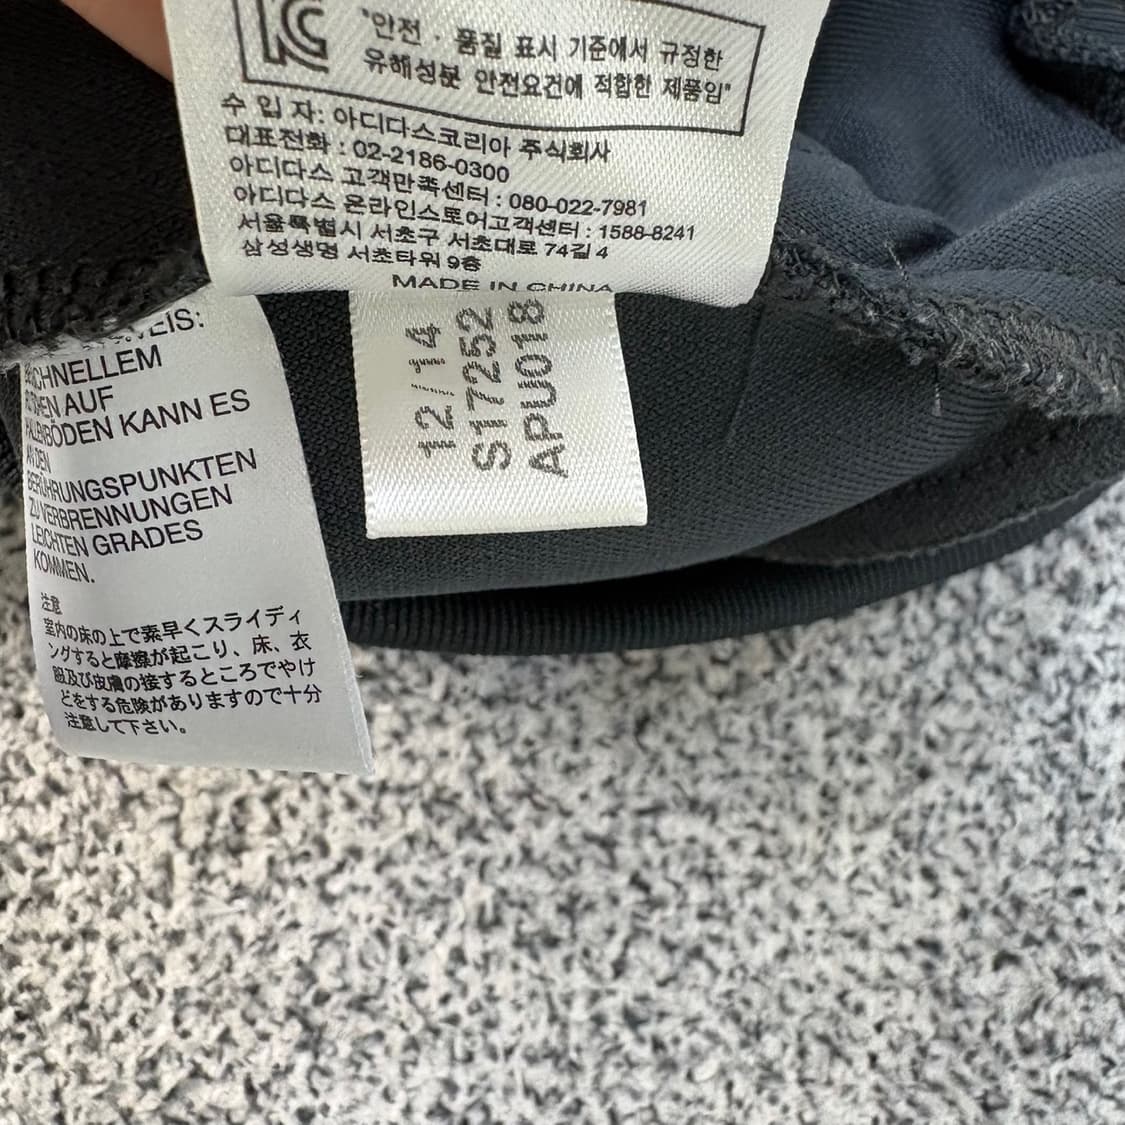 "안전 · 품질 표시 기준에서 규정한
유해성분 안전요건에 적합한 제품임"
수 입 자: 아디다스코리아 주식회사
대표전화 : 02-2186-0300
아디다스 고객만족센터 : 080-022-7981
아디다스 온라인스토어고객센터 : 1588-8241
서울특별시 서초구 서초대로 74길 4
삼성생명 서초타워 9층
MADE IN CHINA
12/14
S17252
APU018
AUF
KANN ES
BERÜHRUNGSPUNKTEN
ZU VERBRENNUNGEN
LEICHTEN GRADES
KOMMEN.
注意
室内の床の上で素早くスライディ
ングすると摩擦が起こり、床、衣
服及び皮膚の接するところでやけ
どをする危険がありますので十分
注意して下さい。